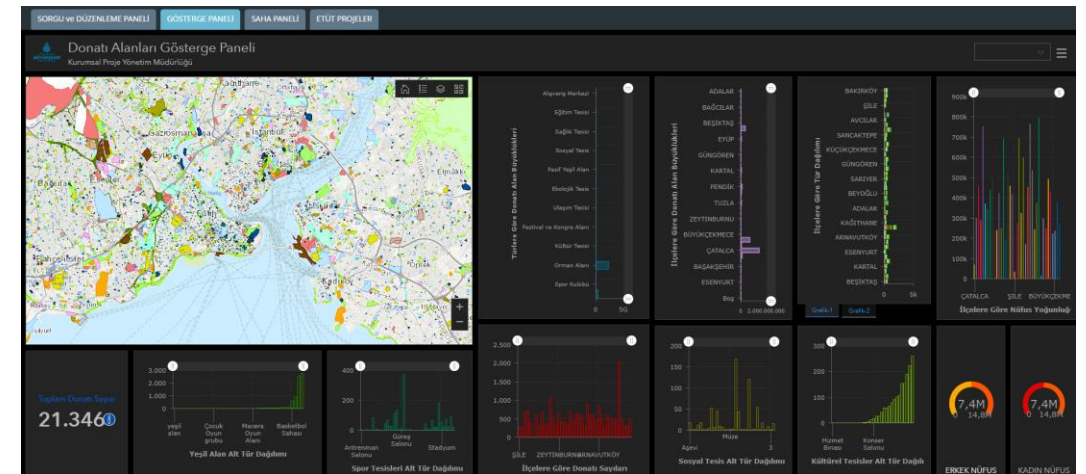 SORGU ve DÜZENLEME PANELİ GÖSTERGE PANELİ SAHA PANELİ ETÜT PROJELER
Donatı Alanları Gösterge Paneli
Kurumsal Proje Yönetim Müdürlüğü
İstanbul
Eyüp
Fatih
Kadıköy
Türlere Göre Donatı Alan Büyüklükleri
Alışveriş Merkezi
Eğitim Tesisi
Sağlık Tesisi
Sosyal Tesis
Pasif Yeşil Alan
Ekolojik Tesis
Ulaşım Tesisi
Festival ve Kongre Alanı
Kültür Tesisi
Orman Alanı
Spor Kulübü
0 5G
İlçelere Göre Donatı Alan Büyüklükleri
ADALAR
BAĞCILAR
BEŞİKTAŞ
EYÜP
GÜNGÖREN
KARTAL
PENDİK
TUZLA
ZEYTİNBURNU
BÜYÜKÇEKMECE
ÇATALCA
BAŞAKŞEHİR
ESENYURT
Boş
0 2.000.000.000
İlçelere Göre Tür Dağılımı
BAKIRKÖY
ŞİLE
AVCILAR
SANCAKTEPE
KÜÇÜKÇEKMECE
GÜNGÖREN
SARIYER
BEYOĞLU
ADALAR
KAĞITHANE
ARNAVUTKÖY
ESENYURT
KARTAL
BEŞİKTAŞ
0 5k
Grafik-1 Grafik-2
900k
800k
700k
600k
500k
400k
300k
200k
100k
0
ÇATALCA ŞİLE BÜYÜKÇEKME
İlçelere Göre Nüfus Yoğunluğ
Toplam Donatı Sayısı
21.346
3.000
2.000
1.000
0
yeşil alan
Çocuk Oyun grubu
Macera Oyun Alanı
Basketbol Sahası
Yeşil Alan Alt Tür Dağılımı
400
200
0
Antrenman Salonu
Güreş Salonu
Stadyum
Spor Tesisleri Alt Tür Dağılımı
2.500
2.000
1.500
1.000
500
0
ŞİLE ZEYTİNBURNU ARNAVUTKÖY
İlçelere Göre Donatı Sayıları
200
150
100
50
0
Aşevi Müze 3
Sosyal Tesis Alt Tür Dağılımı
300
200
100
0
Hizmet Binası
Konser Salonu
Kültürel Tesisler Alt Tür Dağılı
7,4M
0 14,8M
ERKEK NÜFUS
7,4M
0 14,8M
KADIN NÜFUS